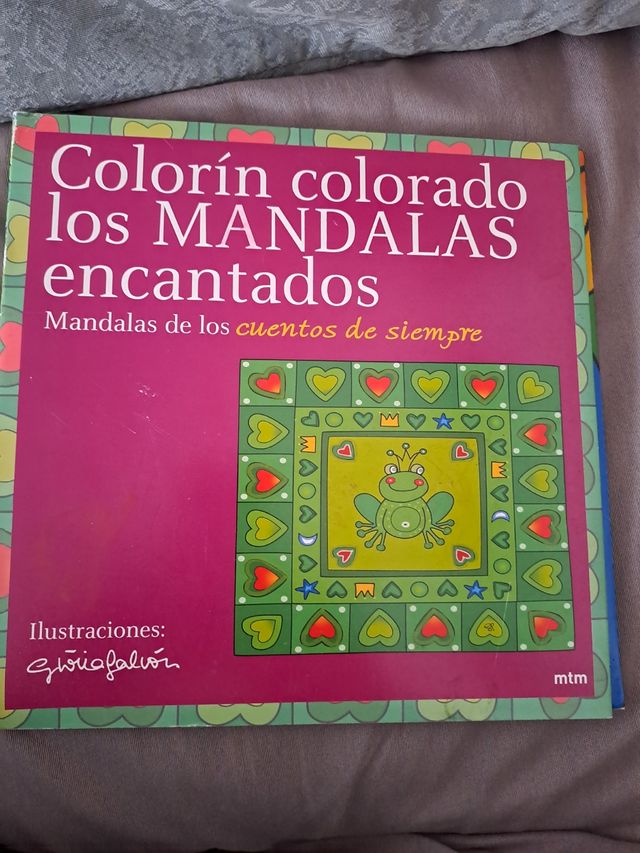 Colorín colorado
los MANDALAS
encantados
Mandalas de los cuentos de siempre
Ilustraciones:
mtm